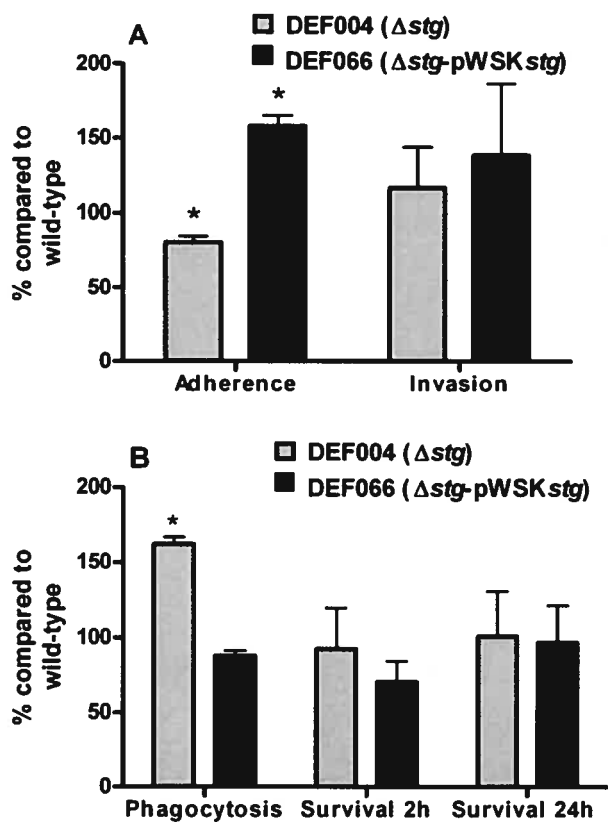 A
DEF004 (Δstg)
DEF066 (Δstg-pWSKstg)
% compared to
wild-type
200
150
100
50
0
*
*
Adherence Invasion
B
DEF004 (Δstg)
DEF066 (Δstg-pWSKstg)
% compared to
wild-type
200
150
100
50
0
*
Phagocytosis Survival 2h Survival 24h